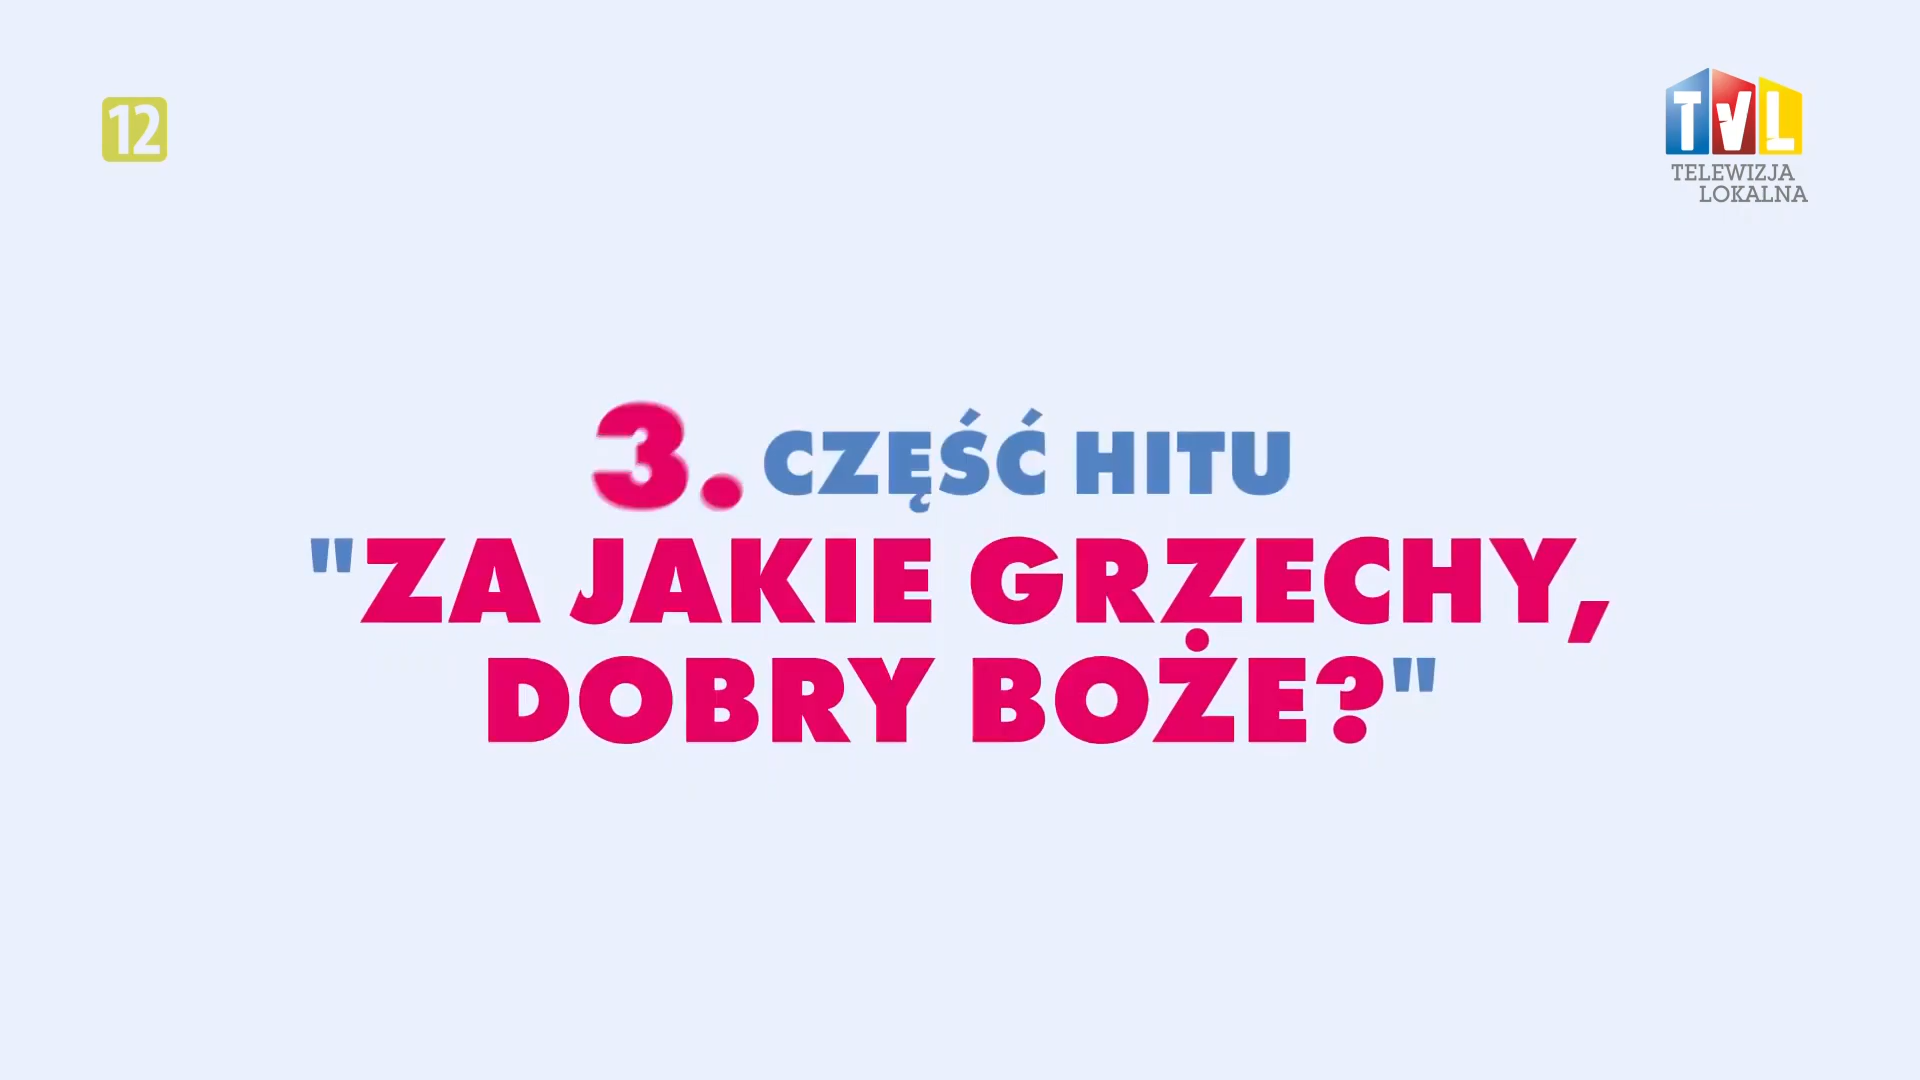 12
TVL
TELEWIZJA
LOKALNA
3. CZĘŚĆ HITU
"ZA JAKIE GRZECHY,
DOBRY BOŻE?"